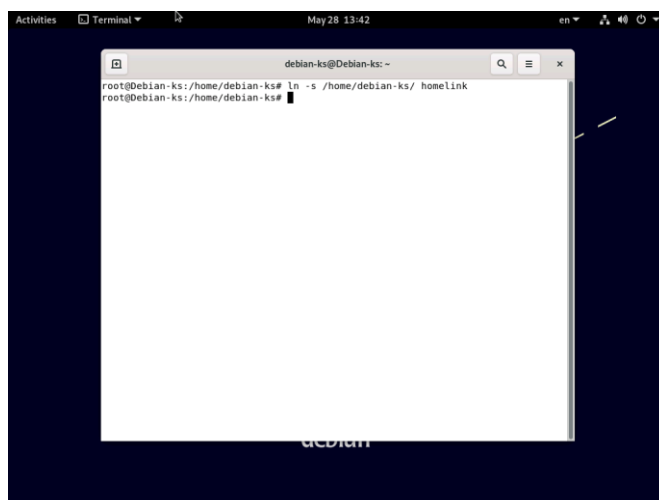 Activities Terminal May 28 13:42 en
debian-ks@Debian-ks: ~
root@Debian-ks:/home/debian-ks# ln -s /home/debian-ks/ homelink
root@Debian-ks:/home/debian-ks#
debian